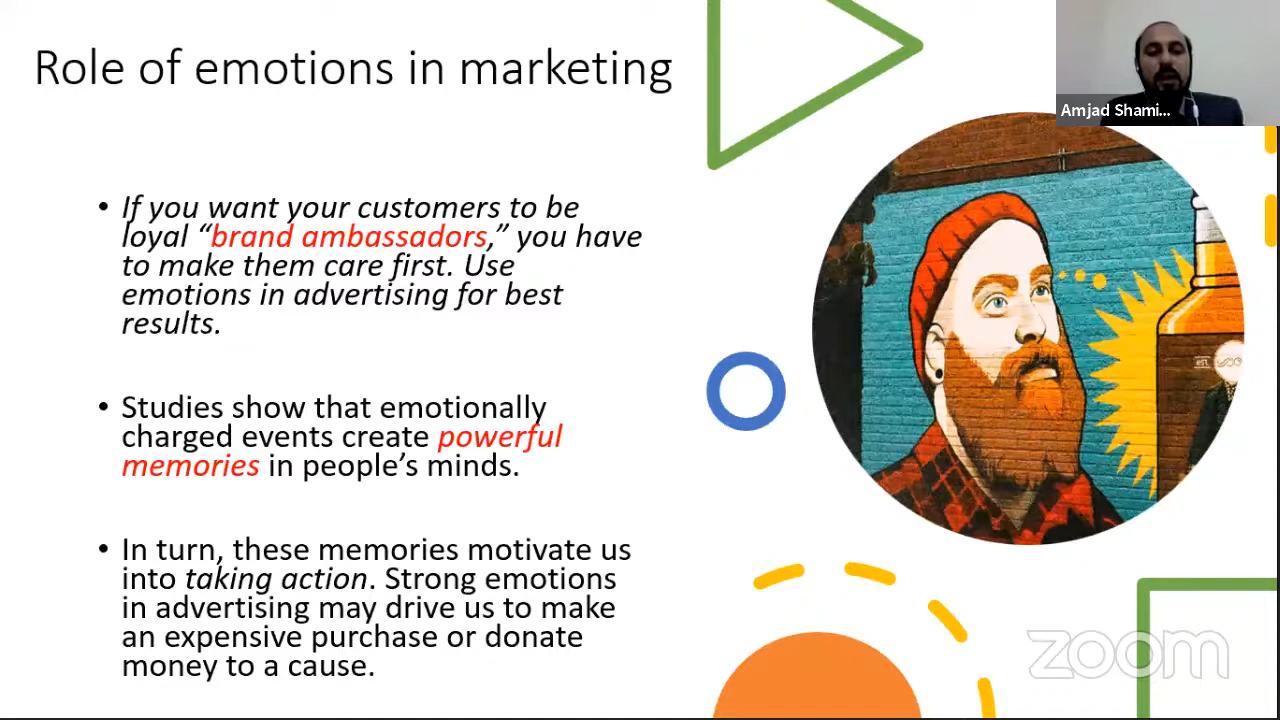 Role of emotions in marketing
Amjad Shami...
• If you want your customers to be
loyal “brand ambassadors,” you have
to make them care first. Use
emotions in advertising for best
results.
• Studies show that emotionally
charged events create powerful
memories in people’s minds.
• In turn, these memories motivate us
into taking action. Strong emotions
in advertising may drive us to make
an expensive purchase or donate
money to a cause.
EST.
zoom